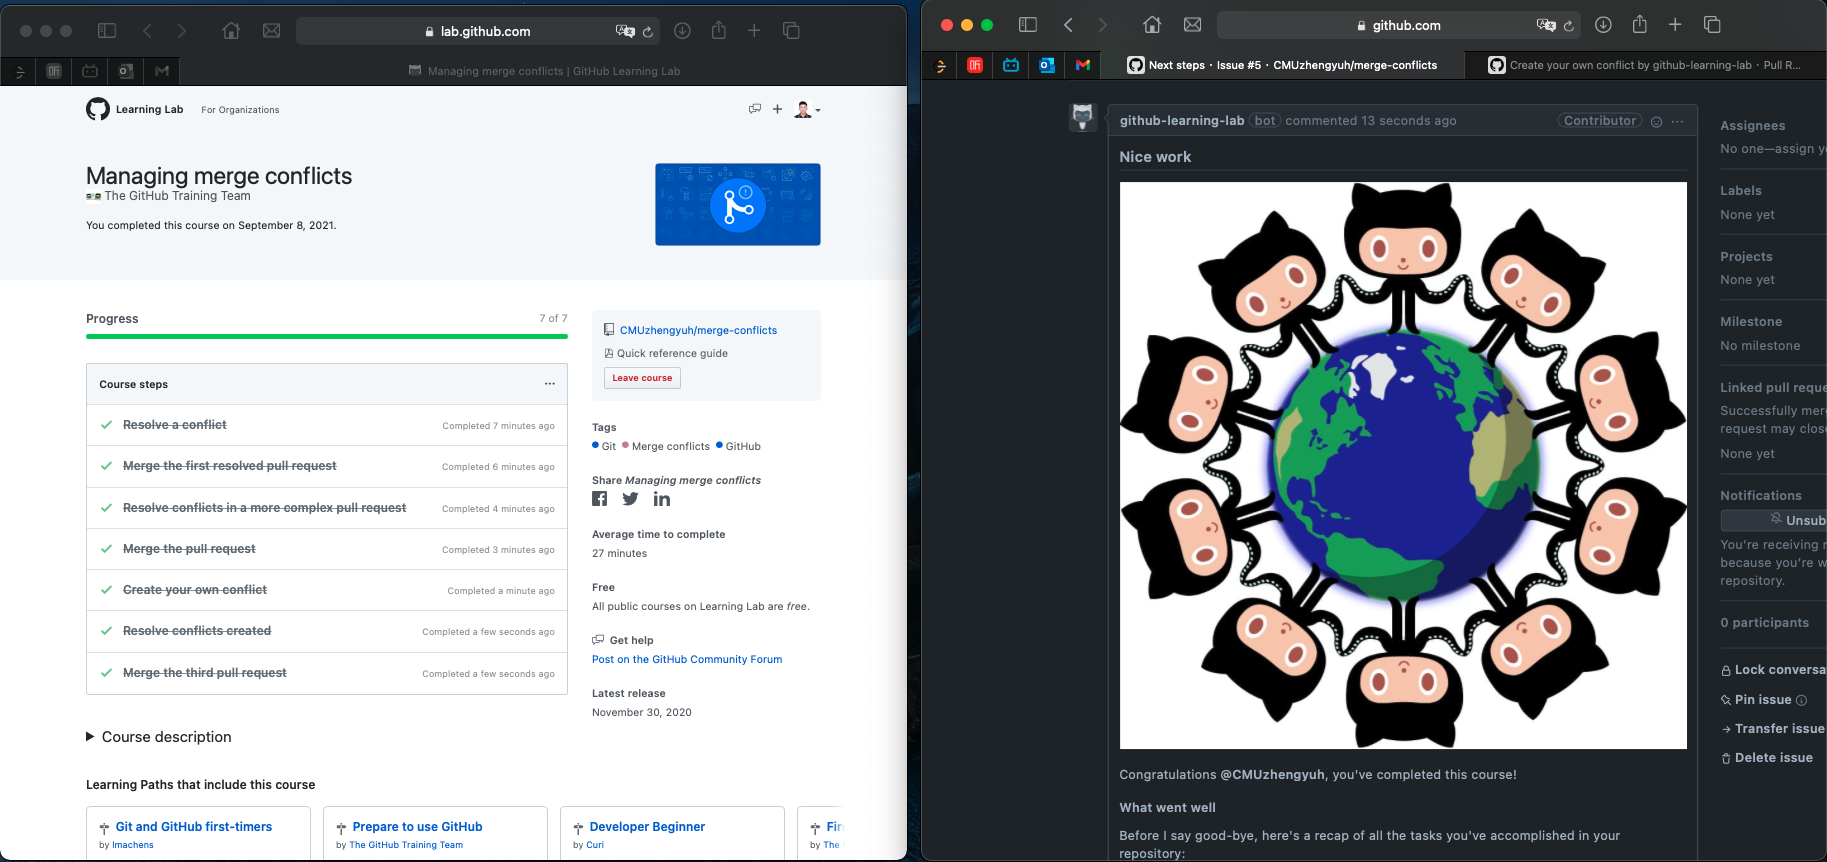 lab.github.com
Managing merge conflicts | GitHub Learning Lab
Learning Lab
For Organizations
Managing merge conflicts
The GitHub Training Team
You completed this course on September 8, 2021.
Progress
7 of 7
Course steps
Resolve a conflict
Completed 7 minutes ago
Merge the first resolved pull request
Completed 6 minutes ago
Resolve conflicts in a more complex pull request
Completed 4 minutes ago
Merge the pull request
Completed 3 minutes ago
Create your own conflict
Completed a minute ago
Resolve conflicts created
Completed a few seconds ago
Merge the third pull request
Completed a few seconds ago
Course description
Learning Paths that include this course
Git and GitHub first-timers
by lmachens
Prepare to use GitHub
by The GitHub Training Team
Developer Beginner
by Curi
by The
CMUzhengyuh/merge-conflicts
Quick reference guide
Leave course
Tags
Git Merge conflicts GitHub
Share Managing merge conflicts
Average time to complete
27 minutes
Free
All public courses on Learning Lab are free.
Get help
Post on the GitHub Community Forum
Latest release
November 30, 2020
github.com
Next steps · Issue #5 · CMUzhengyuh/merge-conflicts
Create your own conflict by github-learning-lab · Pull R...
github-learning-lab bot commented 13 seconds ago
Contributor
Nice work
Congratulations @CMUzhengyuh, you've completed this course!
What went well
Before I say good-bye, here's a recap of all the tasks you've accomplished in your
repository:
Assignees
No one—assign y
Labels
None yet
Projects
None yet
Milestone
No milestone
Linked pull reque
Successfully mer
request may close
None yet
Notifications
Unsub
You're receiving
because you're w
repository.
0 participants
Lock conversa
Pin issue
Transfer issue
Delete issue